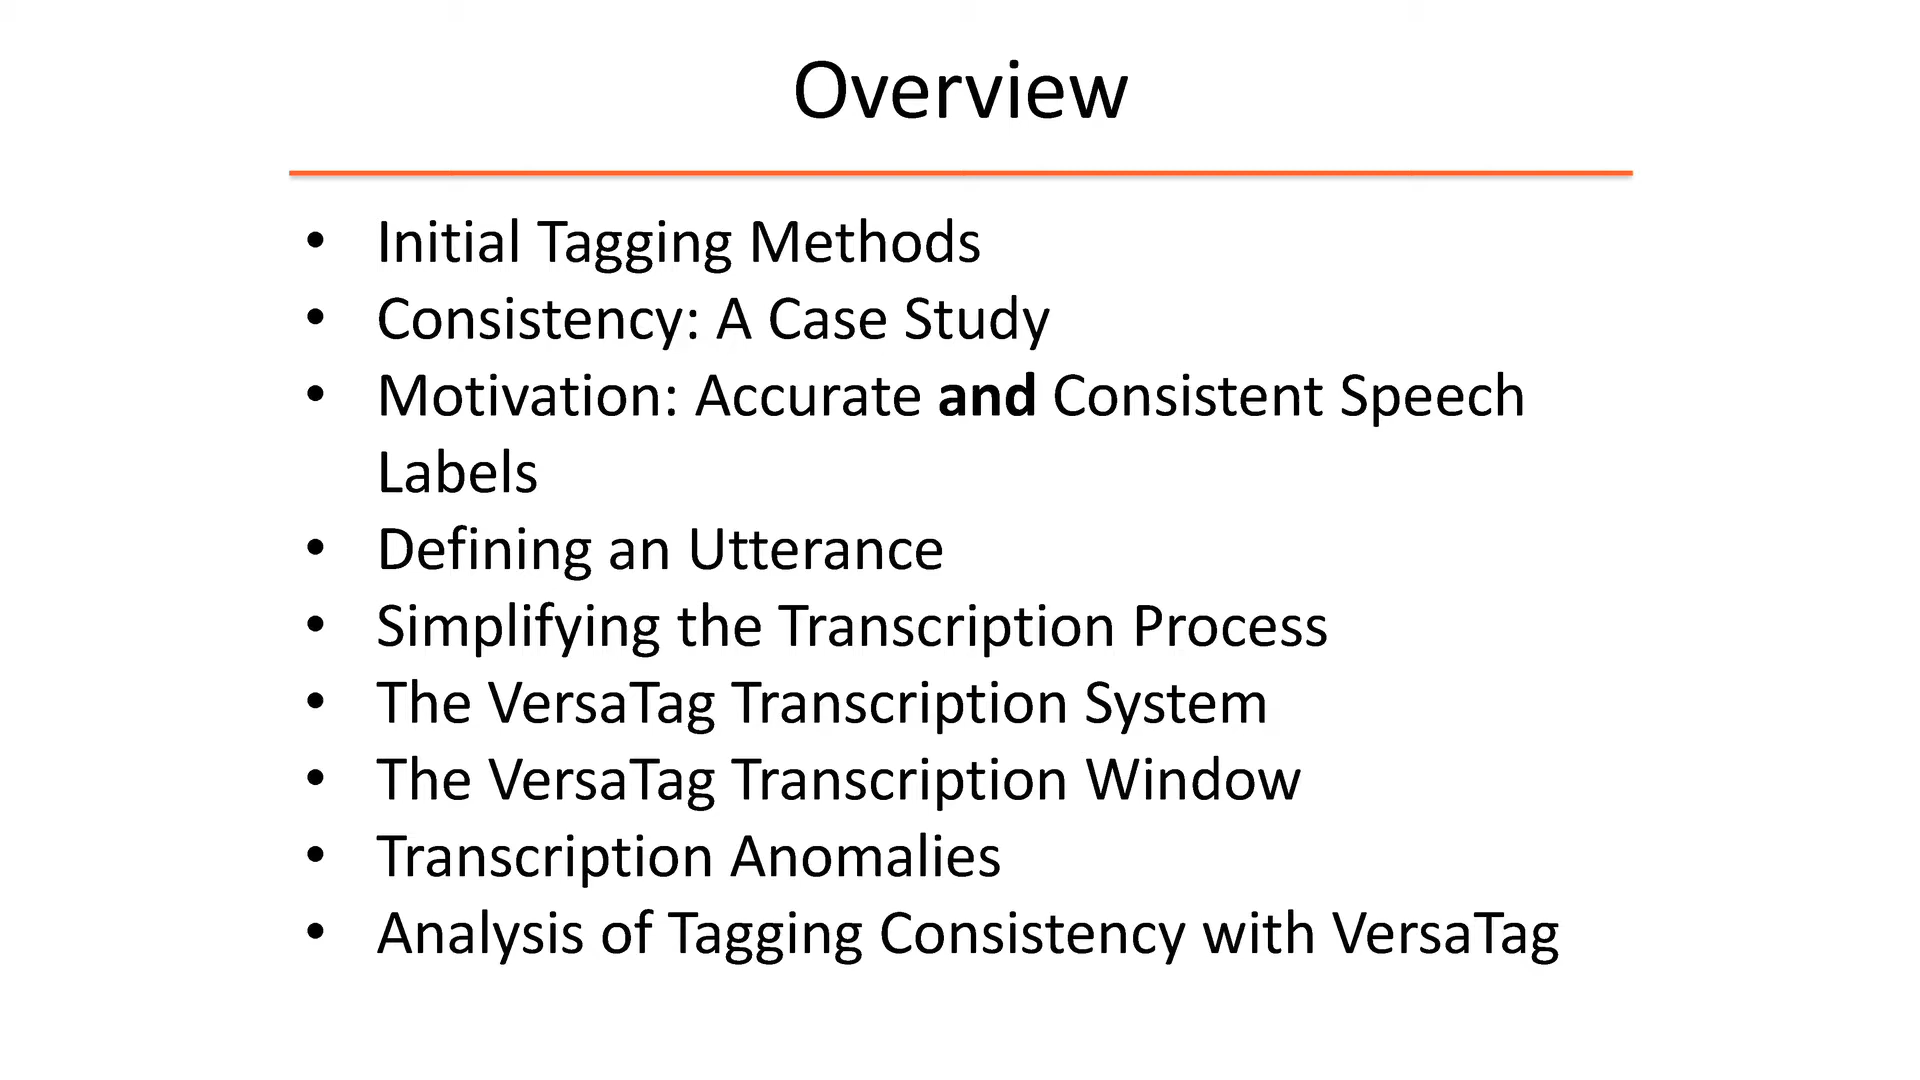 Overview
• Initial Tagging Methods
• Consistency: A Case Study
• Motivation: Accurate and Consistent Speech
Labels
• Defining an Utterance
• Simplifying the Transcription Process
• The VersaTag Transcription System
• The VersaTag Transcription Window
• Transcription Anomalies
• Analysis of Tagging Consistency with VersaTag